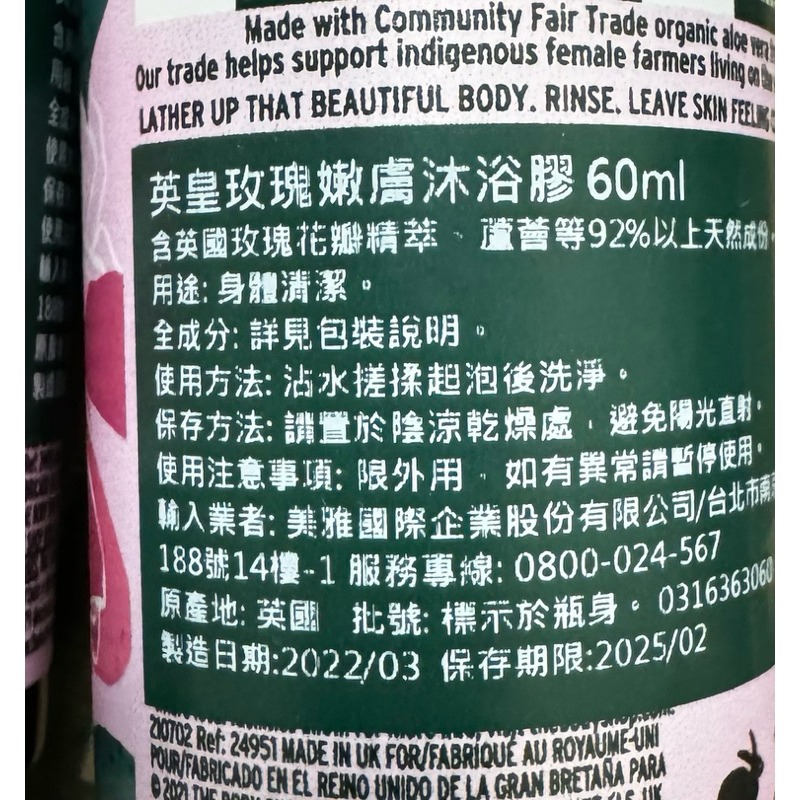 Made with Community Fair Trade organic aloe vera
Our trade helps support indigenous female farmers living on the
LATHER UP THAT BEAUTIFUL BODY. RINSE. LEAVE SKIN FEELING
英皇玫瑰嫩膚沐浴膠 60ml
含英國玫瑰花瓣精萃、蘆薈等92%以上天然成份。
用途: 身體清潔。
全成分: 詳見包裝說明。
使用方法: 沾水搓揉起泡後洗淨。
保存方法: 請置於陰涼乾燥處，避免陽光直射。
使用注意事項: 限外用，如有異常請暫停使用。
輸入業者: 美雅國際企業股份有限公司/台北市南京
188號14樓-1 服務專線: 0800-024-567
原產地: 英國 批號: 標示於瓶身。 0316363060
製造日期:2022/03 保存期限:2025/02
210702 Ref: 24951 MADE IN UK FOR/FABRIQUÉ AU ROYAUME-UNI
POUR/FABRICADO EN EL REINO UNIDO DE LA GRAN BRETAÑA PARA
© 2021 THE BODY